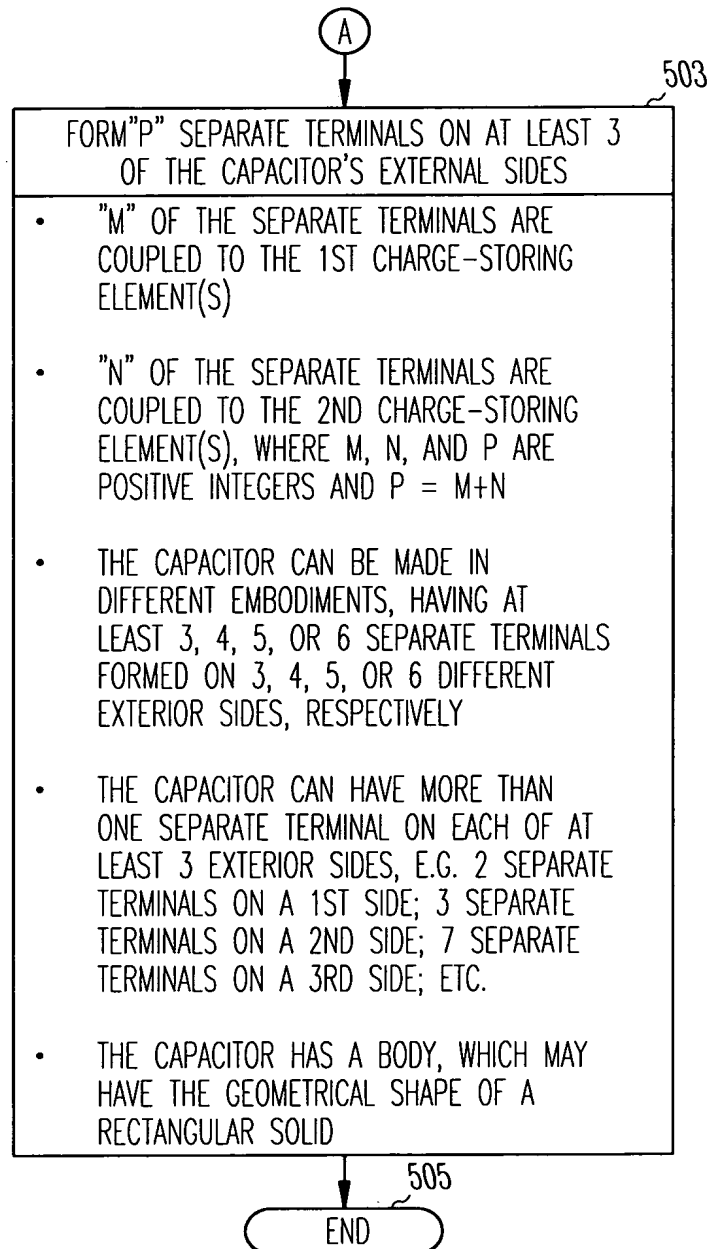 A
503
FORM"P" SEPARATE TERMINALS ON AT LEAST 3
OF THE CAPACITOR'S EXTERNAL SIDES
• "M" OF THE SEPARATE TERMINALS ARE
COUPLED TO THE 1ST CHARGE-STORING
ELEMENT(S)
• "N" OF THE SEPARATE TERMINALS ARE
COUPLED TO THE 2ND CHARGE-STORING
ELEMENT(S), WHERE M, N, AND P ARE
POSITIVE INTEGERS AND P = M+N
• THE CAPACITOR CAN BE MADE IN
DIFFERENT EMBODIMENTS, HAVING AT
LEAST 3, 4, 5, OR 6 SEPARATE TERMINALS
FORMED ON 3, 4, 5, OR 6 DIFFERENT
EXTERIOR SIDES, RESPECTIVELY
• THE CAPACITOR CAN HAVE MORE THAN
ONE SEPARATE TERMINAL ON EACH OF AT
LEAST 3 EXTERIOR SIDES, E.G. 2 SEPARATE
TERMINALS ON A 1ST SIDE; 3 SEPARATE
TERMINALS ON A 2ND SIDE; 7 SEPARATE
TERMINALS ON A 3RD SIDE; ETC.
• THE CAPACITOR HAS A BODY, WHICH MAY
HAVE THE GEOMETRICAL SHAPE OF A
RECTANGULAR SOLID
505
END